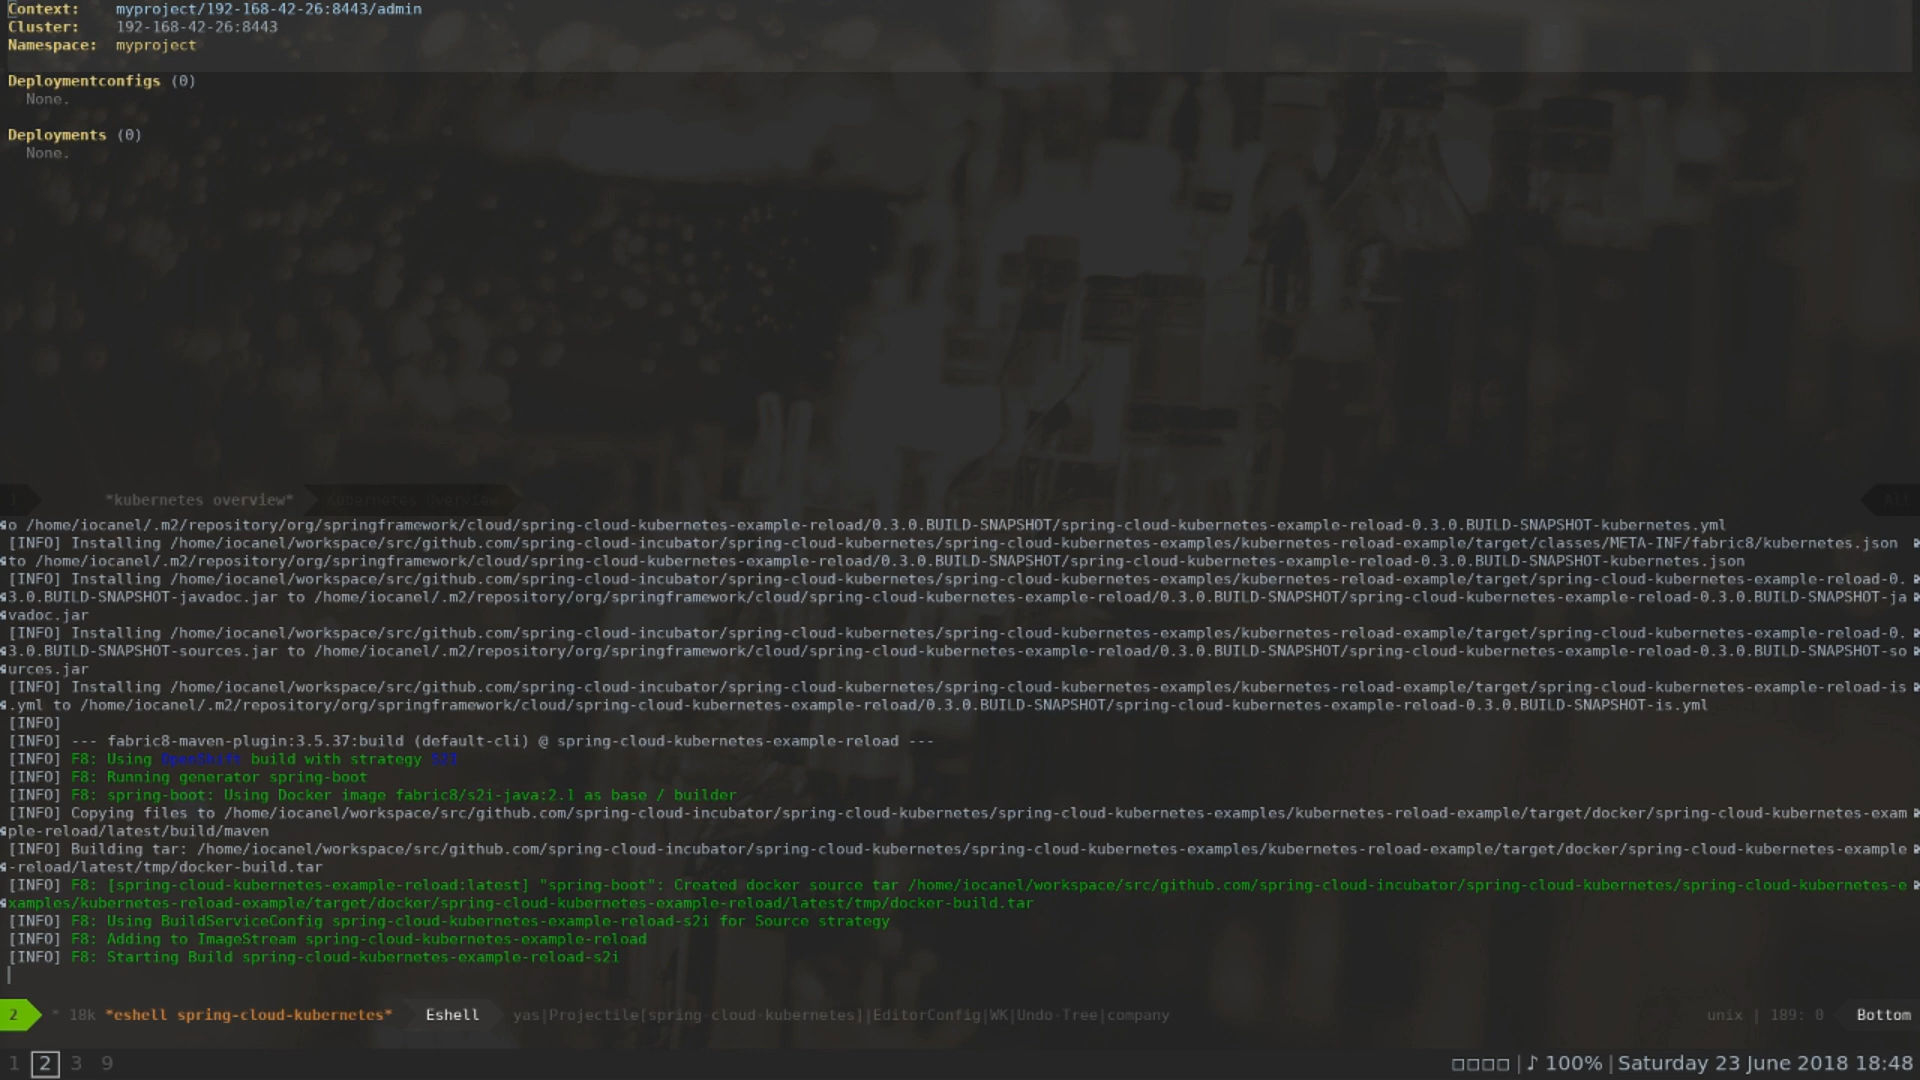 Context: myproject/192-168-42-26:8443/admin
Cluster: 192-168-42-26:8443
Namespace: myproject
Deploymentconfigs (0)
None.
Deployments (0)
None.
1 *kubernetes overview* Kubernetes Overview All
o /home/iocanel/.m2/repository/org/springframework/cloud/spring-cloud-kubernetes-example-reload/0.3.0.BUILD-SNAPSHOT/spring-cloud-kubernetes-example-reload-0.3.0.BUILD-SNAPSHOT-kubernetes.yml
[INFO] Installing /home/iocanel/workspace/src/github.com/spring-cloud-incubator/spring-cloud-kubernetes/spring-cloud-kubernetes-examples/kubernetes-reload-example/target/classes/META-INF/fabric8/kubernetes.json
to /home/iocanel/.m2/repository/org/springframework/cloud/spring-cloud-kubernetes-example-reload/0.3.0.BUILD-SNAPSHOT/spring-cloud-kubernetes-example-reload-0.3.0.BUILD-SNAPSHOT-kubernetes.json
[INFO] Installing /home/iocanel/workspace/src/github.com/spring-cloud-incubator/spring-cloud-kubernetes/spring-cloud-kubernetes-examples/kubernetes-reload-example/target/spring-cloud-kubernetes-example-reload-0.
3.0.BUILD-SNAPSHOT-javadoc.jar to /home/iocanel/.m2/repository/org/springframework/cloud/spring-cloud-kubernetes-example-reload/0.3.0.BUILD-SNAPSHOT/spring-cloud-kubernetes-example-reload-0.3.0.BUILD-SNAPSHOT-ja
vadoc.jar
[INFO] Installing /home/iocanel/workspace/src/github.com/spring-cloud-incubator/spring-cloud-kubernetes/spring-cloud-kubernetes-examples/kubernetes-reload-example/target/spring-cloud-kubernetes-example-reload-0.
3.0.BUILD-SNAPSHOT-sources.jar to /home/iocanel/.m2/repository/org/springframework/cloud/spring-cloud-kubernetes-example-reload/0.3.0.BUILD-SNAPSHOT/spring-cloud-kubernetes-example-reload-0.3.0.BUILD-SNAPSHOT-so
urces.jar
[INFO] Installing /home/iocanel/workspace/src/github.com/spring-cloud-incubator/spring-cloud-kubernetes/spring-cloud-kubernetes-examples/kubernetes-reload-example/target/spring-cloud-kubernetes-example-reload-is
.yml to /home/iocanel/.m2/repository/org/springframework/cloud/spring-cloud-kubernetes-example-reload/0.3.0.BUILD-SNAPSHOT/spring-cloud-kubernetes-example-reload-0.3.0.BUILD-SNAPSHOT-is.yml
[INFO]
[INFO] --- fabric8-maven-plugin:3.5.37:build (default-cli) @ spring-cloud-kubernetes-example-reload ---
[INFO] F8: Using OpenShift build with strategy S2I
[INFO] F8: Running generator spring-boot
[INFO] F8: spring-boot: Using Docker image fabric8/s2i-java:2.1 as base / builder
[INFO] Copying files to /home/iocanel/workspace/src/github.com/spring-cloud-incubator/spring-cloud-kubernetes/spring-cloud-kubernetes-examples/kubernetes-reload-example/target/docker/spring-cloud-kubernetes-exam
ple-reload/latest/build/maven
[INFO] Building tar: /home/iocanel/workspace/src/github.com/spring-cloud-incubator/spring-cloud-kubernetes/spring-cloud-kubernetes-examples/kubernetes-reload-example/target/docker/spring-cloud-kubernetes-example
-reload/latest/tmp/docker-build.tar
[INFO] F8: [spring-cloud-kubernetes-example-reload:latest] "spring-boot": Created docker source tar /home/iocanel/workspace/src/github.com/spring-cloud-incubator/spring-cloud-kubernetes/spring-cloud-kubernetes-e
xamples/kubernetes-reload-example/target/docker/spring-cloud-kubernetes-example-reload/latest/tmp/docker-build.tar
[INFO] F8: Using BuildServiceConfig spring-cloud-kubernetes-example-reload-s2i for Source strategy
[INFO] F8: Adding to ImageStream spring-cloud-kubernetes-example-reload
[INFO] F8: Starting Build spring-cloud-kubernetes-example-reload-s2i
2 * 18k *eshell spring-cloud-kubernetes* Eshell yas|Projectile[spring-cloud-kubernetes]|EditorConfig|WK|Undo-Tree|company unix | 189: 0 Bottom
1 2 3 9 □□□□ | ♪ 100% | Saturday 23 June 2018 18:48